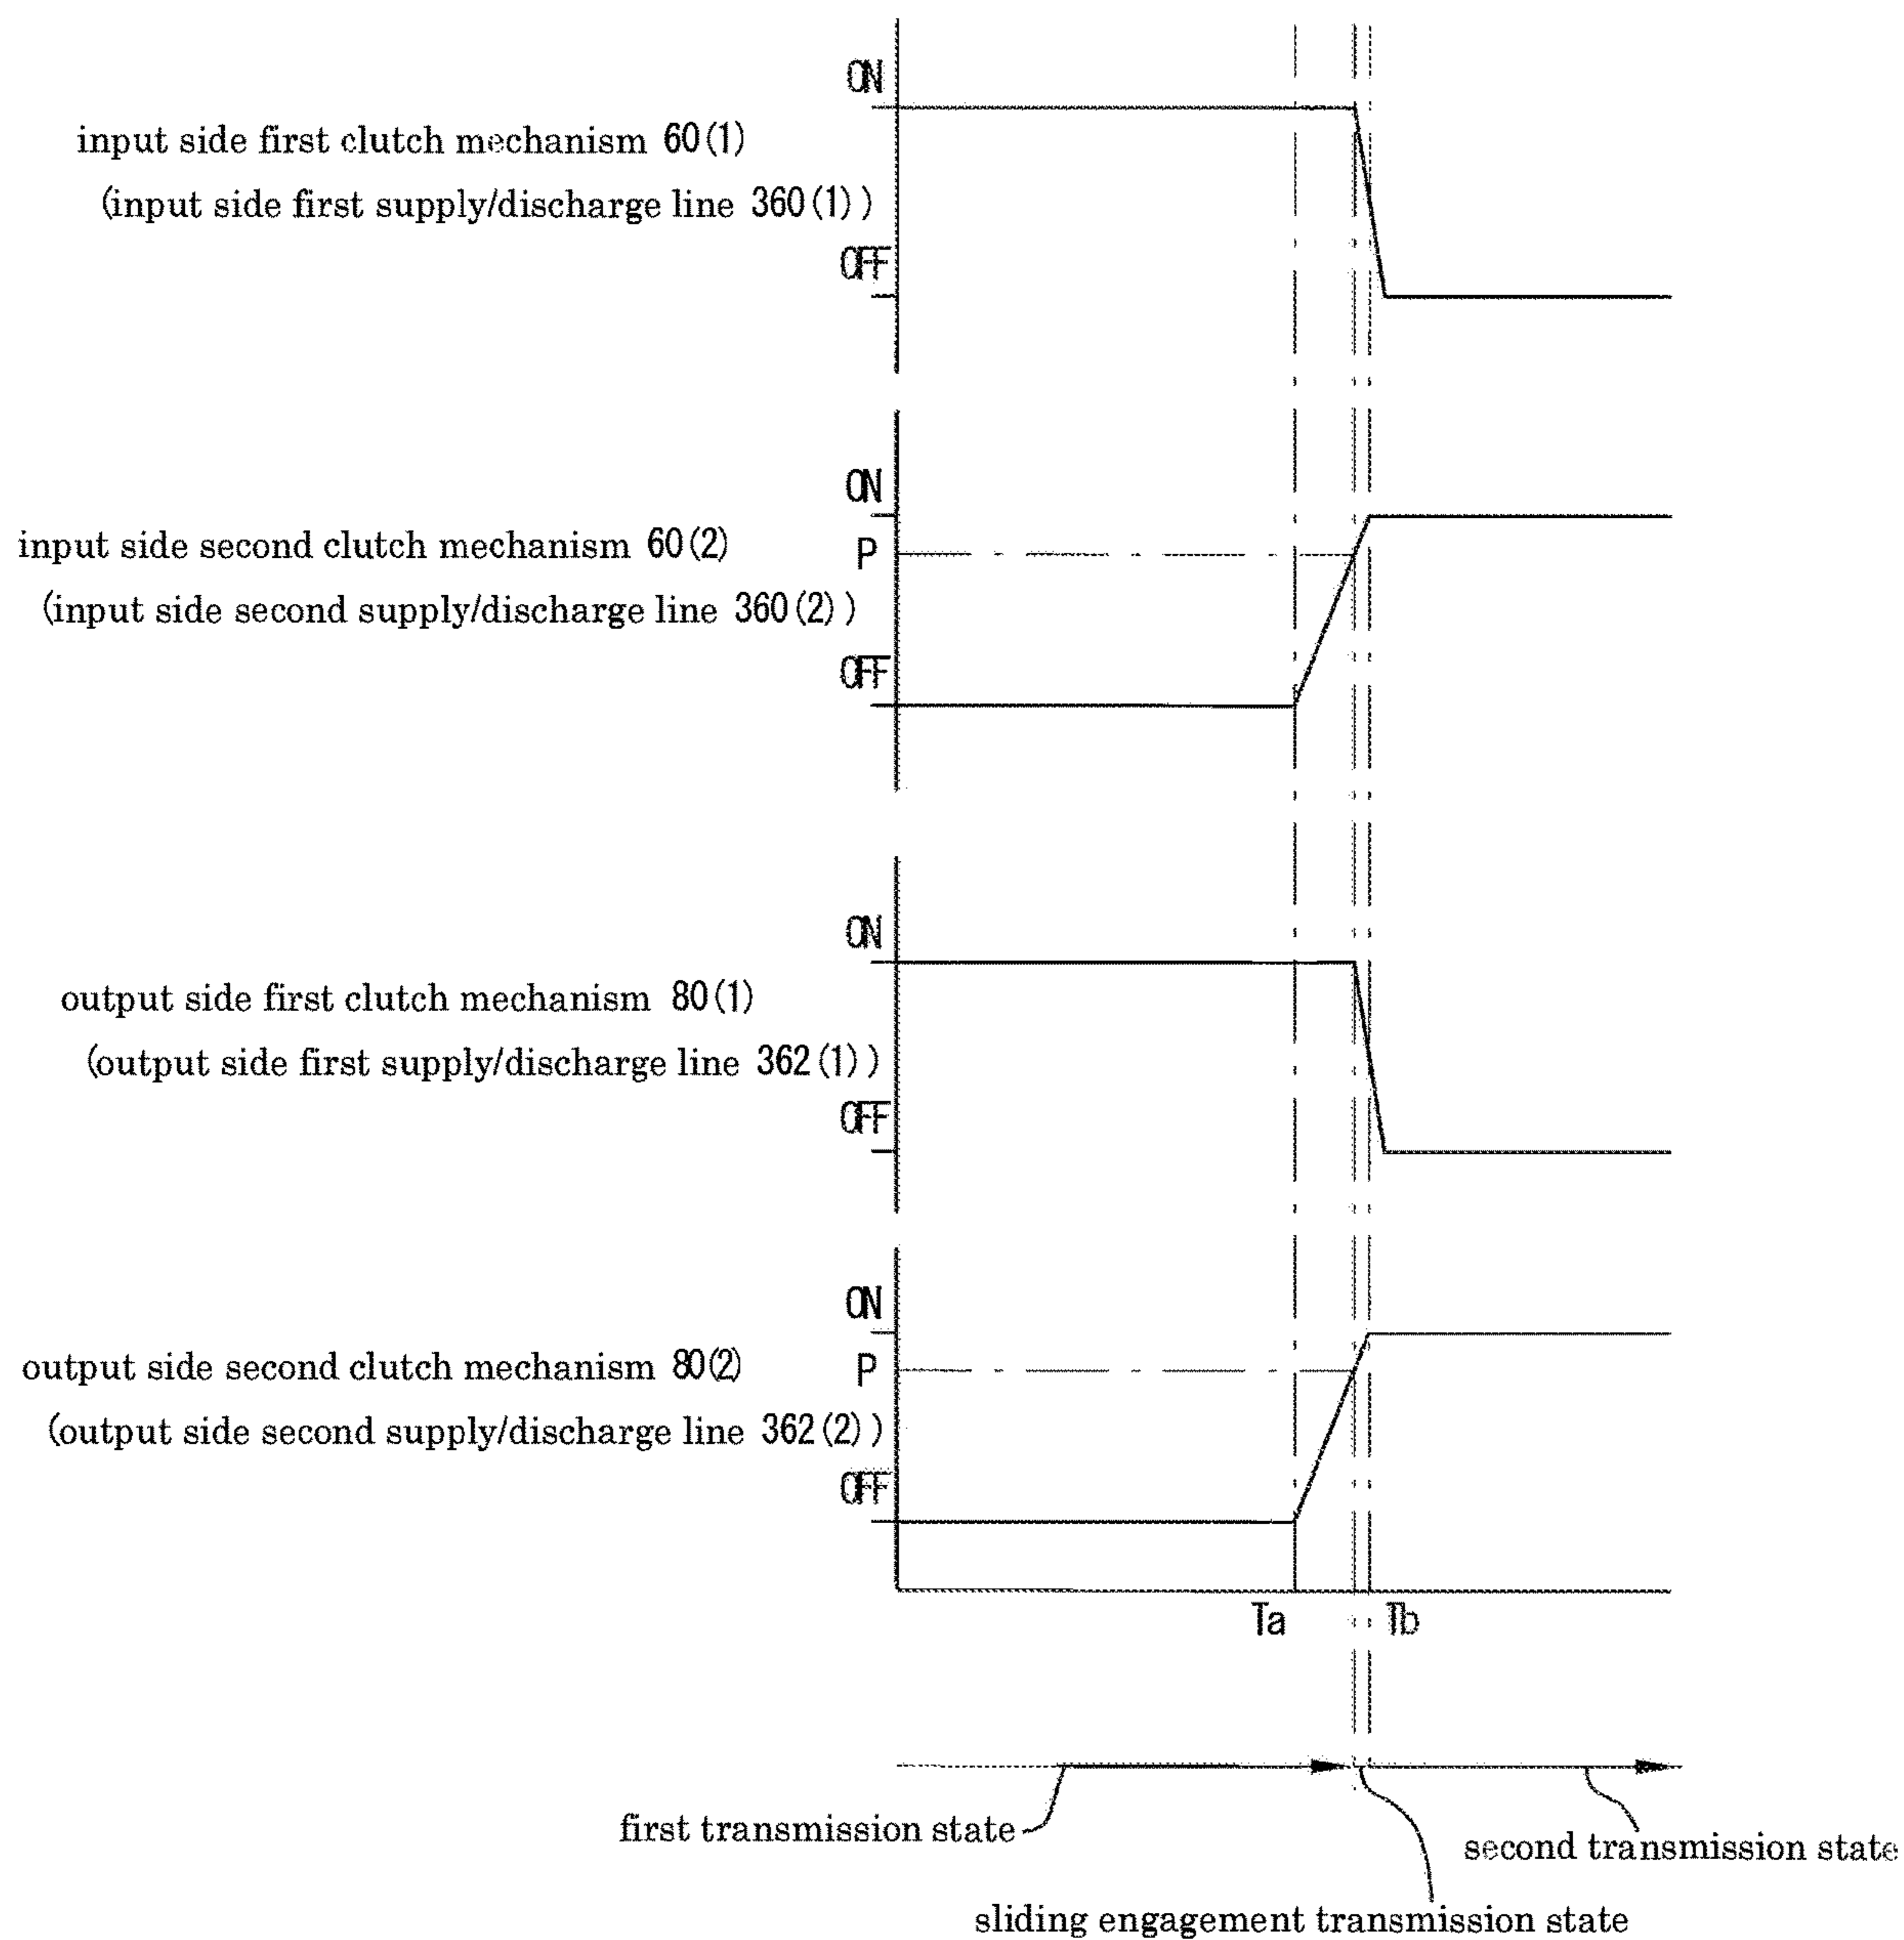 ON
input side first clutch mechanism 60(1)
(input side first supply/discharge line 360(1))
OFF
ON
input side second clutch mechanism 60(2)
P
(input side second supply/discharge line 360(2))
OFF
ON
output side first clutch mechanism 80(1)
(output side first supply/discharge line 362(1))
OFF
ON
output side second clutch mechanism 80(2)
P
(output side second supply/discharge line 362(2))
OFF
Ta
Tb
first transmission state
second transmission state
sliding engagement transmission state